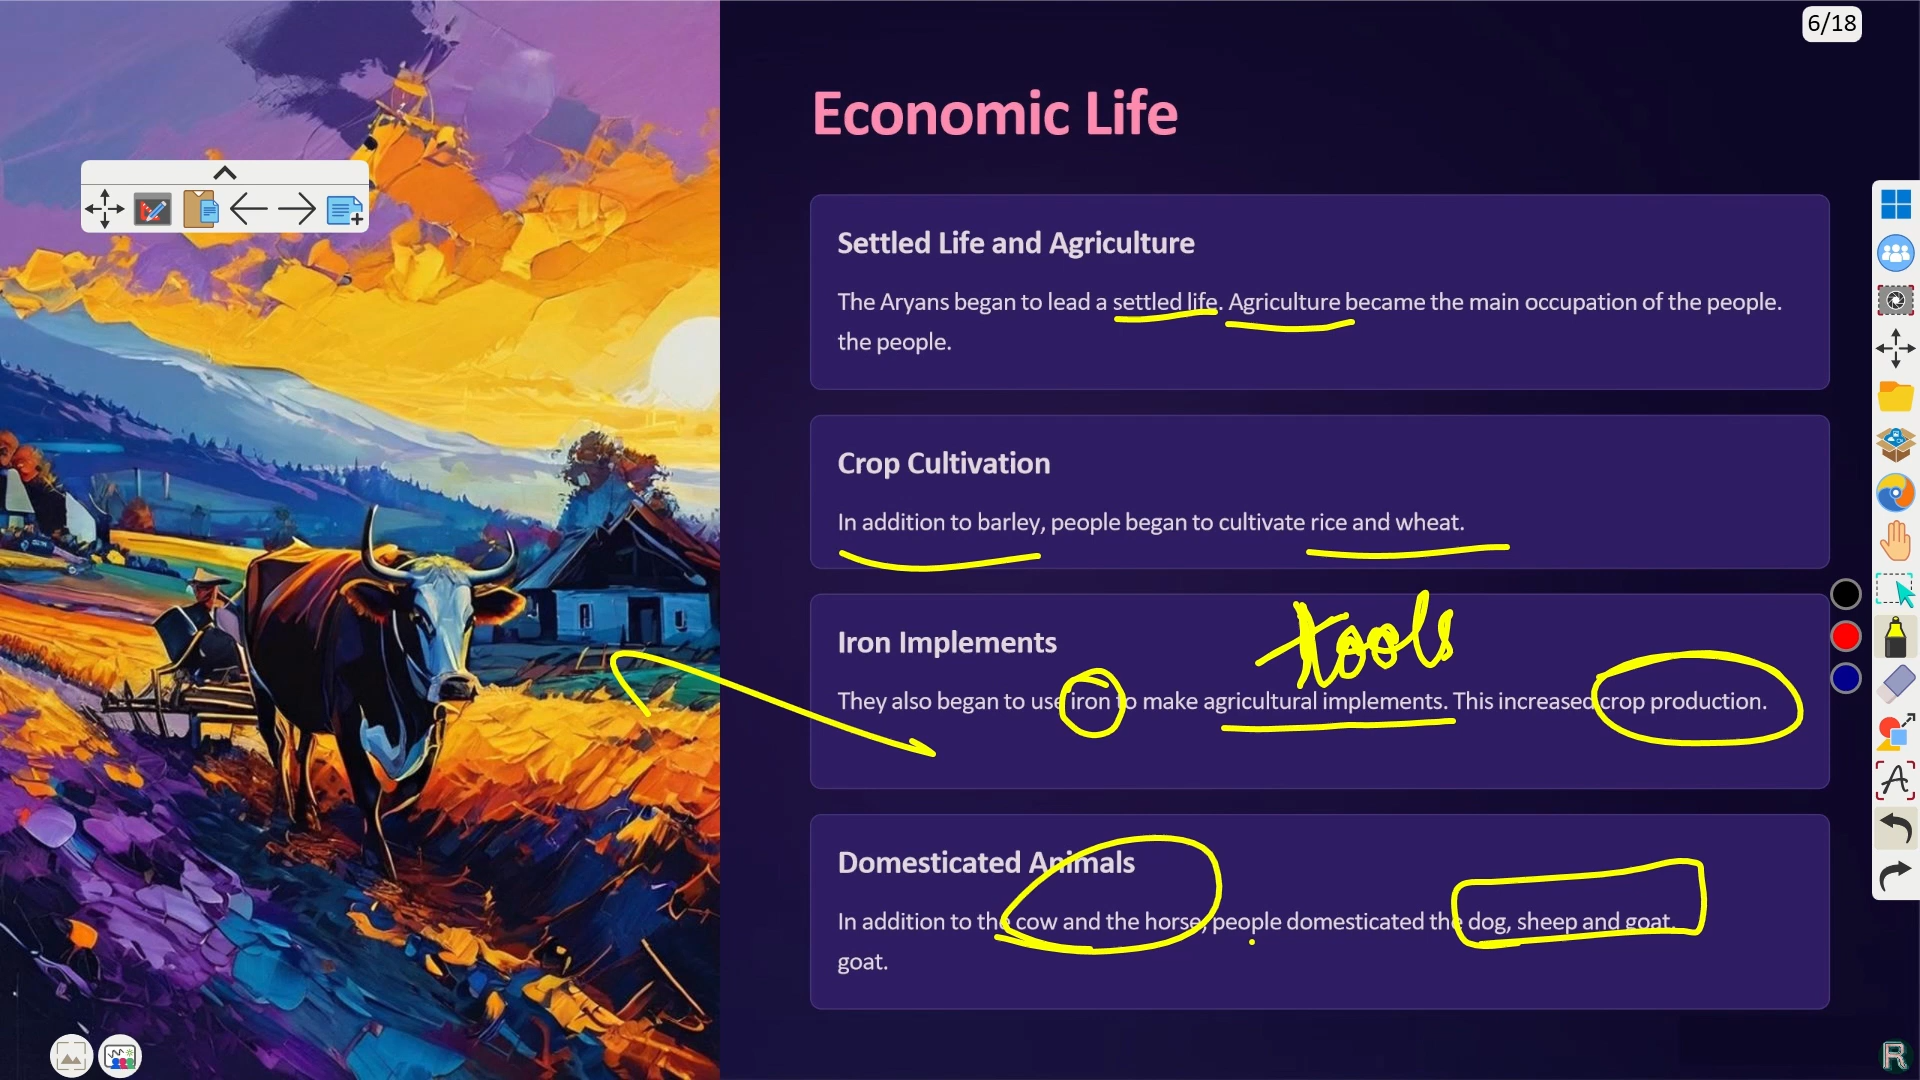 6/18
Economic Life
Settled Life and Agriculture
The Aryans began to lead a settled life. Agriculture became the main occupation of the people.
the people.
Crop Cultivation
In addition to barley, people began to cultivate rice and wheat.
tools
Iron Implements
They also began to use iron to make agricultural implements. This increased crop production.
Domesticated Animals
In addition to the cow and the horse, people domesticated the dog, sheep and goat.
goat.